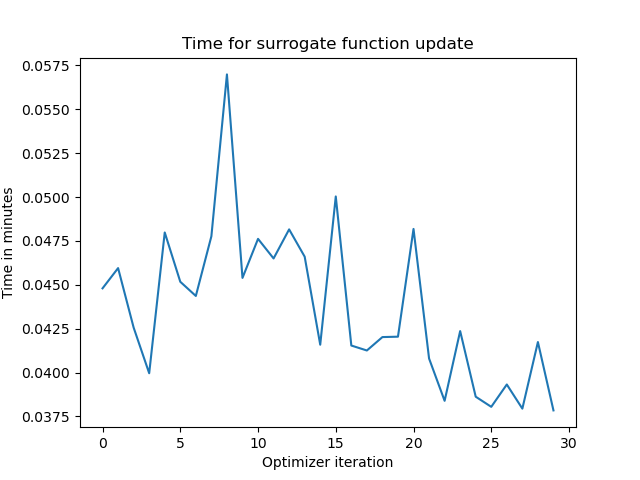 Time for surrogate function update
0.0575
0.0550
0.0525
0.0500
0.0475
0.0450
0.0425
0.0400
0.0375
Time in minutes
0 5 10 15 20 25 30
Optimizer iteration